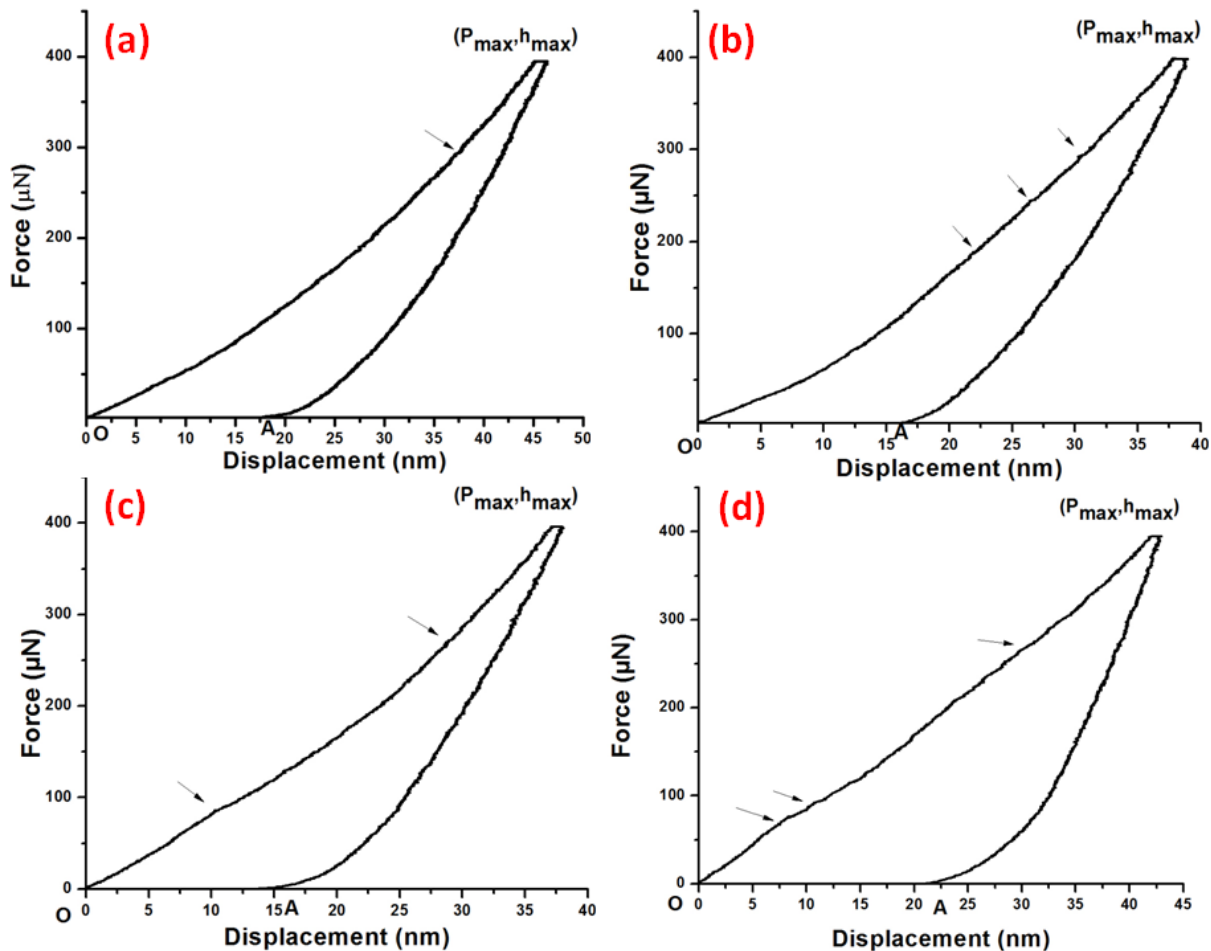 (a)
(Pmax,hmax)
Force (µN)
400
300
200
100
O
A
0 5 10 15 20 25 30 35 40 45 50
Displacement (nm)
(b)
(Pmax,hmax)
Force (µN)
400
300
200
100
O
A
0 5 10 15 20 25 30 35 40
Displacement (nm)
(c)
(Pmax,hmax)
Force (µN)
400
300
200
100
0
O
A
0 5 10 15 20 25 30 35 40
Displacement (nm)
(d)
(Pmax,hmax)
Force (µN)
400
300
200
100
0
O
A
0 5 10 15 20 25 30 35 40 45
Displacement (nm)